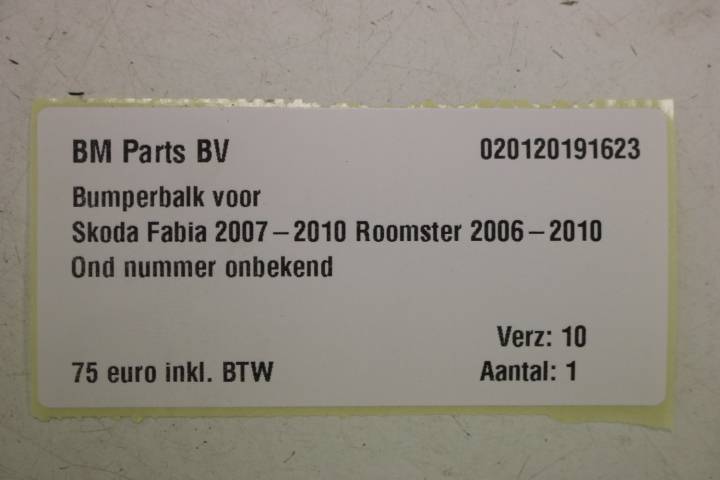 BM Parts BV 020120191623
Bumperbalk voor
Skoda Fabia 2007–2010 Roomster 2006–2010
Ond nummer onbekend
Verz: 10
75 euro inkl. BTW Aantal: 1